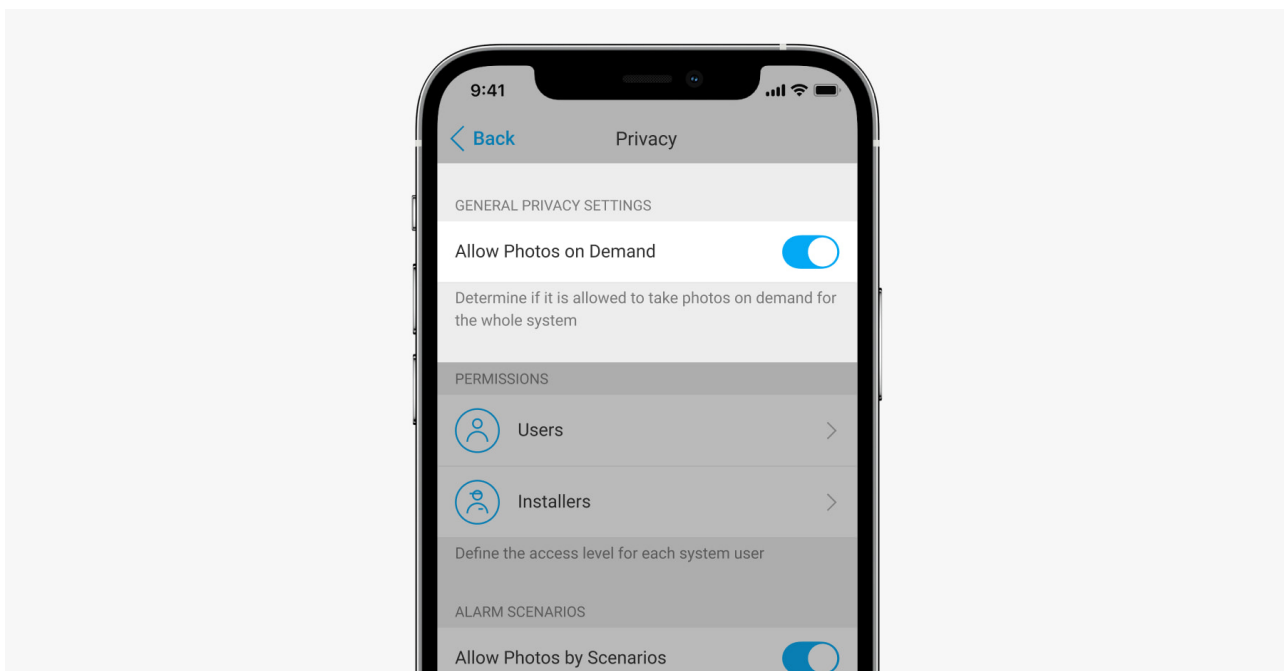 9:41
Back
Privacy
GENERAL PRIVACY SETTINGS
Allow Photos on Demand
Determine if it is allowed to take photos on demand for
the whole system
PERMISSIONS
Users
Installers
Define the access level for each system user
ALARM SCENARIOS
Allow Photos by Scenarios